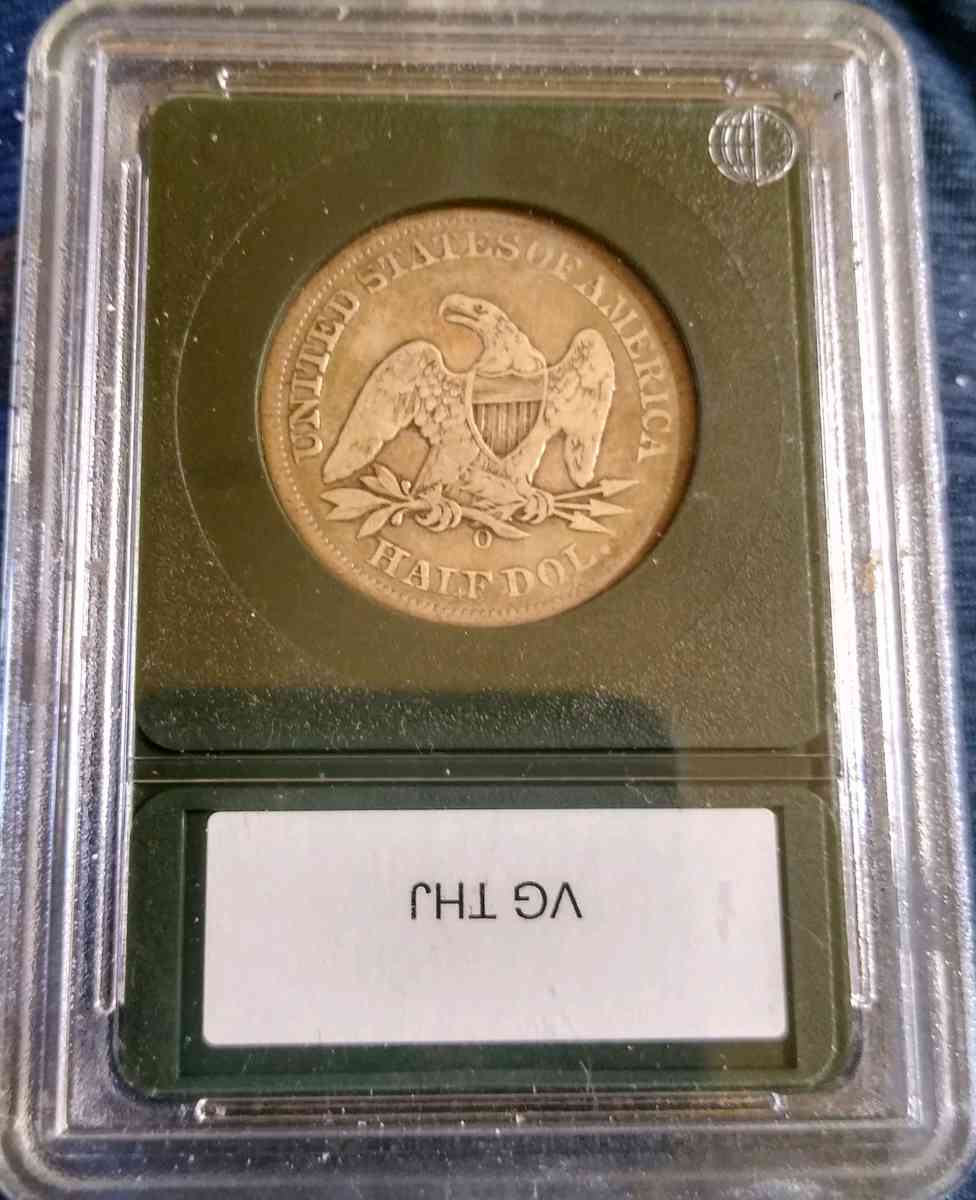 UNITED STATES OF AMERICA
O
HALF DOL.
VG THJ